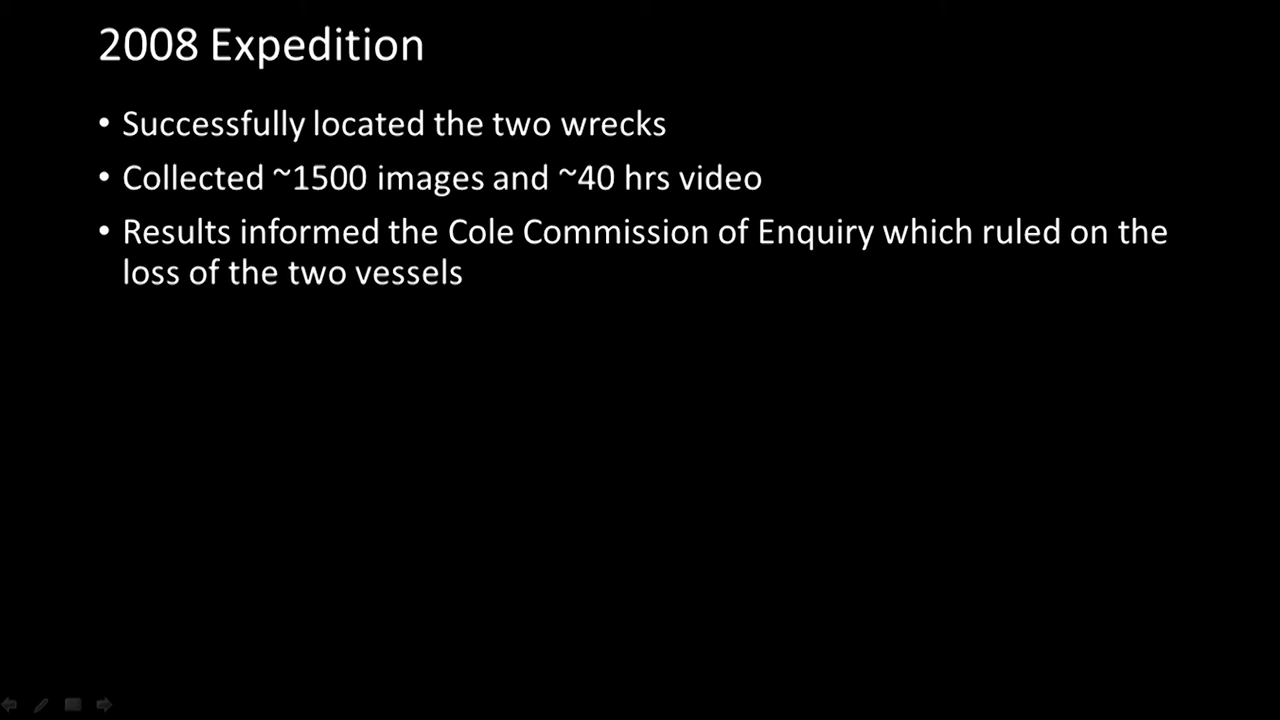 2008 Expedition
• Successfully located the two wrecks
• Collected ~1500 images and ~40 hrs video
• Results informed the Cole Commission of Enquiry which ruled on the
loss of the two vessels